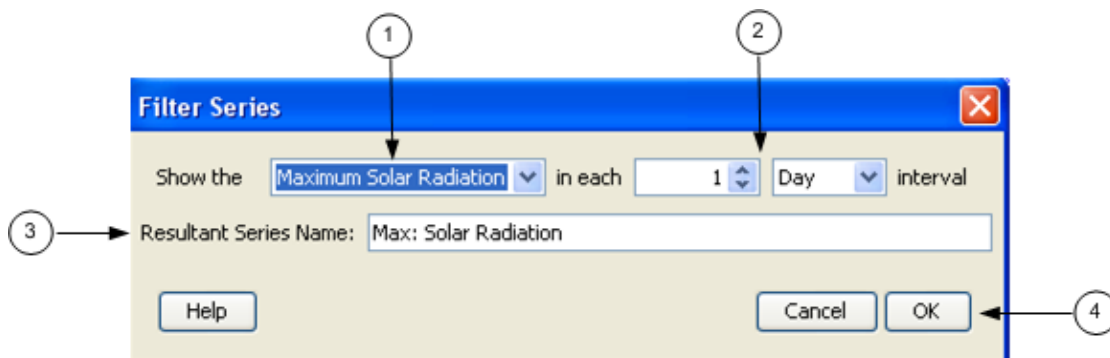 1
2
Filter Series
Show the Maximum Solar Radiation in each 1 Day interval
3
Resultant Series Name: Max: Solar Radiation
Help Cancel OK
4